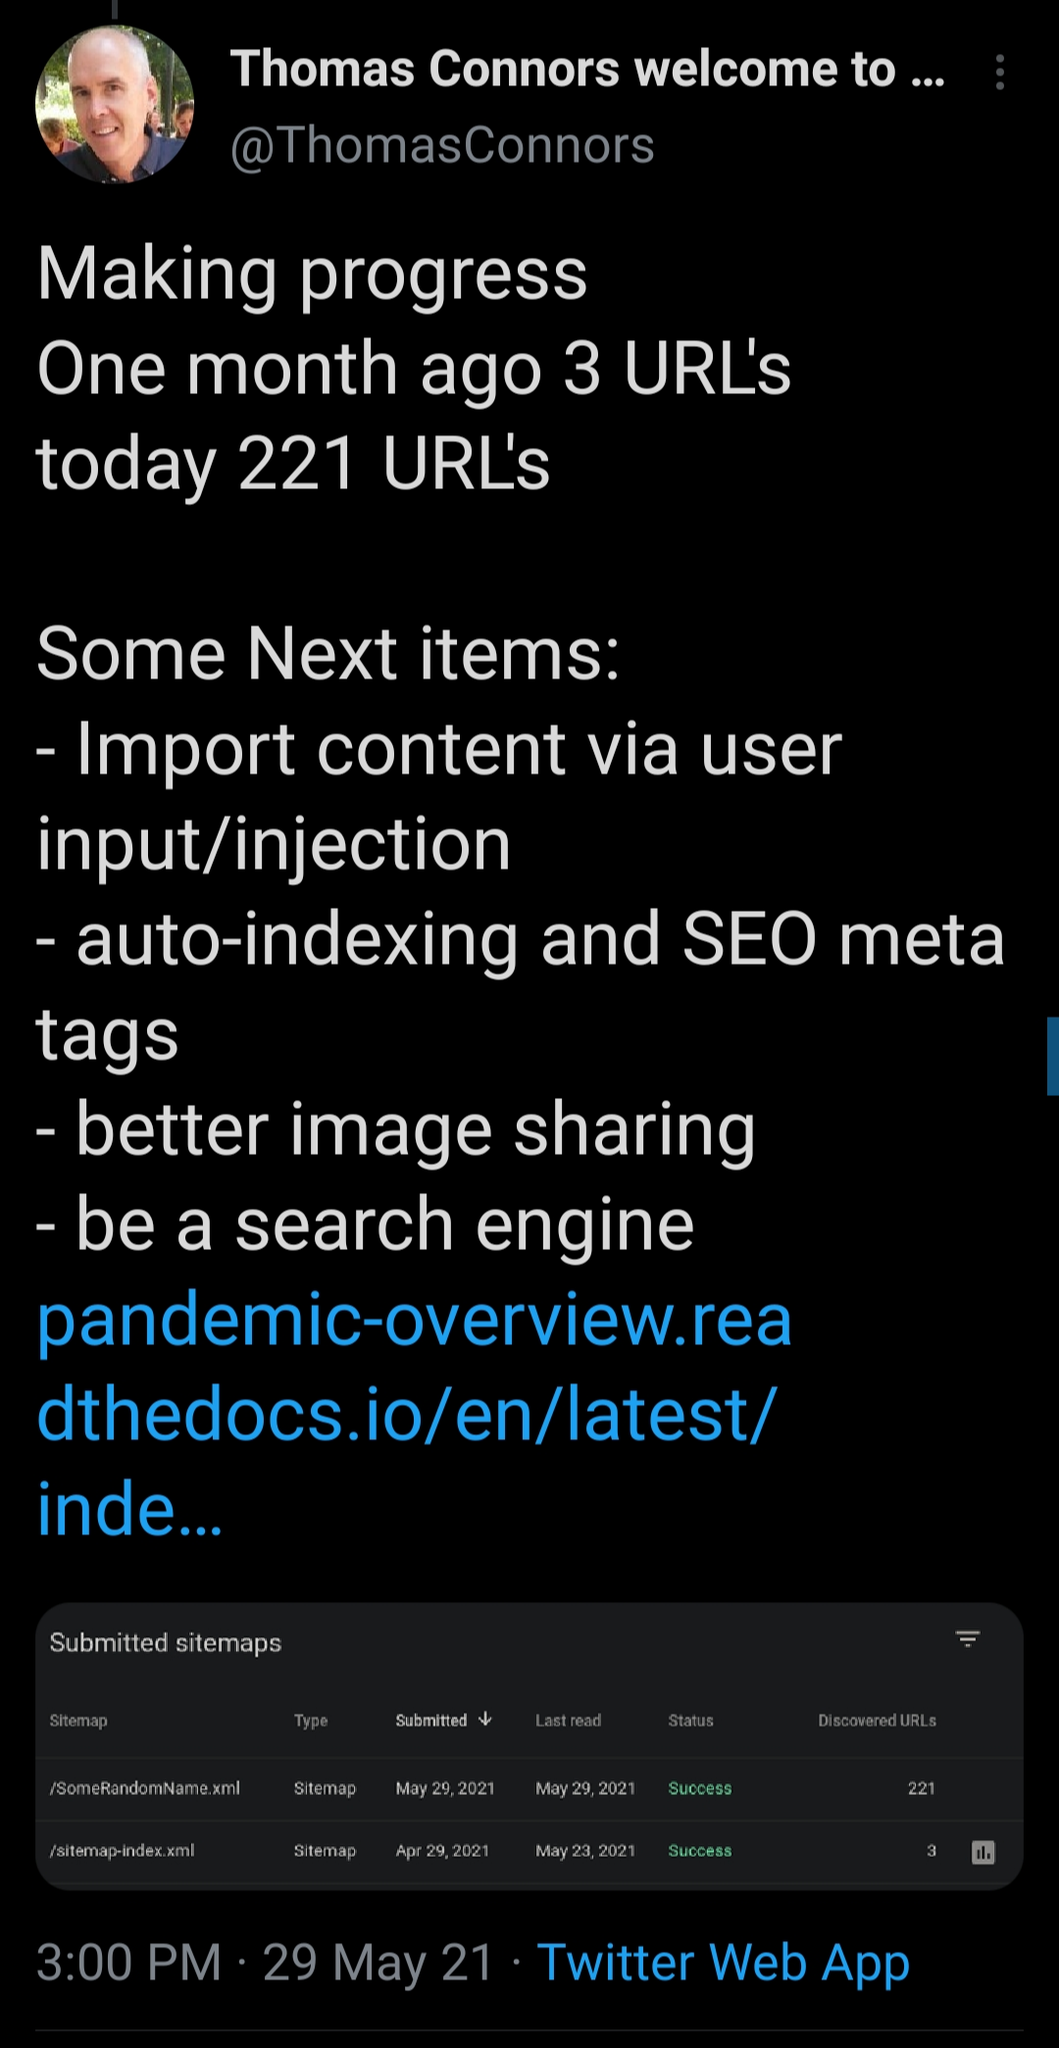 Thomas Connors welcome to ...
@ThomasConnors
Making progress
One month ago 3 URL's
today 221 URL's
Some Next items:
- Import content via user
input/injection
- auto-indexing and SEO meta
tags
- better image sharing
- be a search engine
pandemic-overview.rea
dthedocs.io/en/latest/
inde...
Submitted sitemaps
Sitemap Type Submitted Last read Status Discovered URLs
/SomeRandomName.xml Sitemap May 29, 2021 May 29, 2021 Success 221
/sitemap-index.xml Sitemap Apr 29, 2021 May 23, 2021 Success 3
3:00 PM · 29 May 21 · Twitter Web App